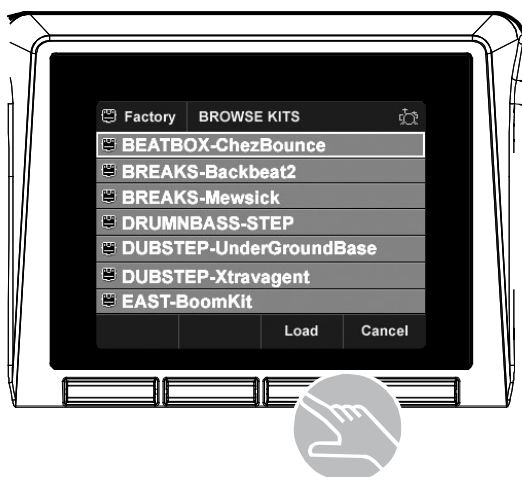 Factory BROWSE KITS
BEATBOX-ChezBounce
BREAKS-Backbeat2
BREAKS-Mewsick
DRUMNBASS-STEP
DUBSTEP-UnderGroundBase
DUBSTEP-Xtravagent
EAST-BoomKit
Load Cancel